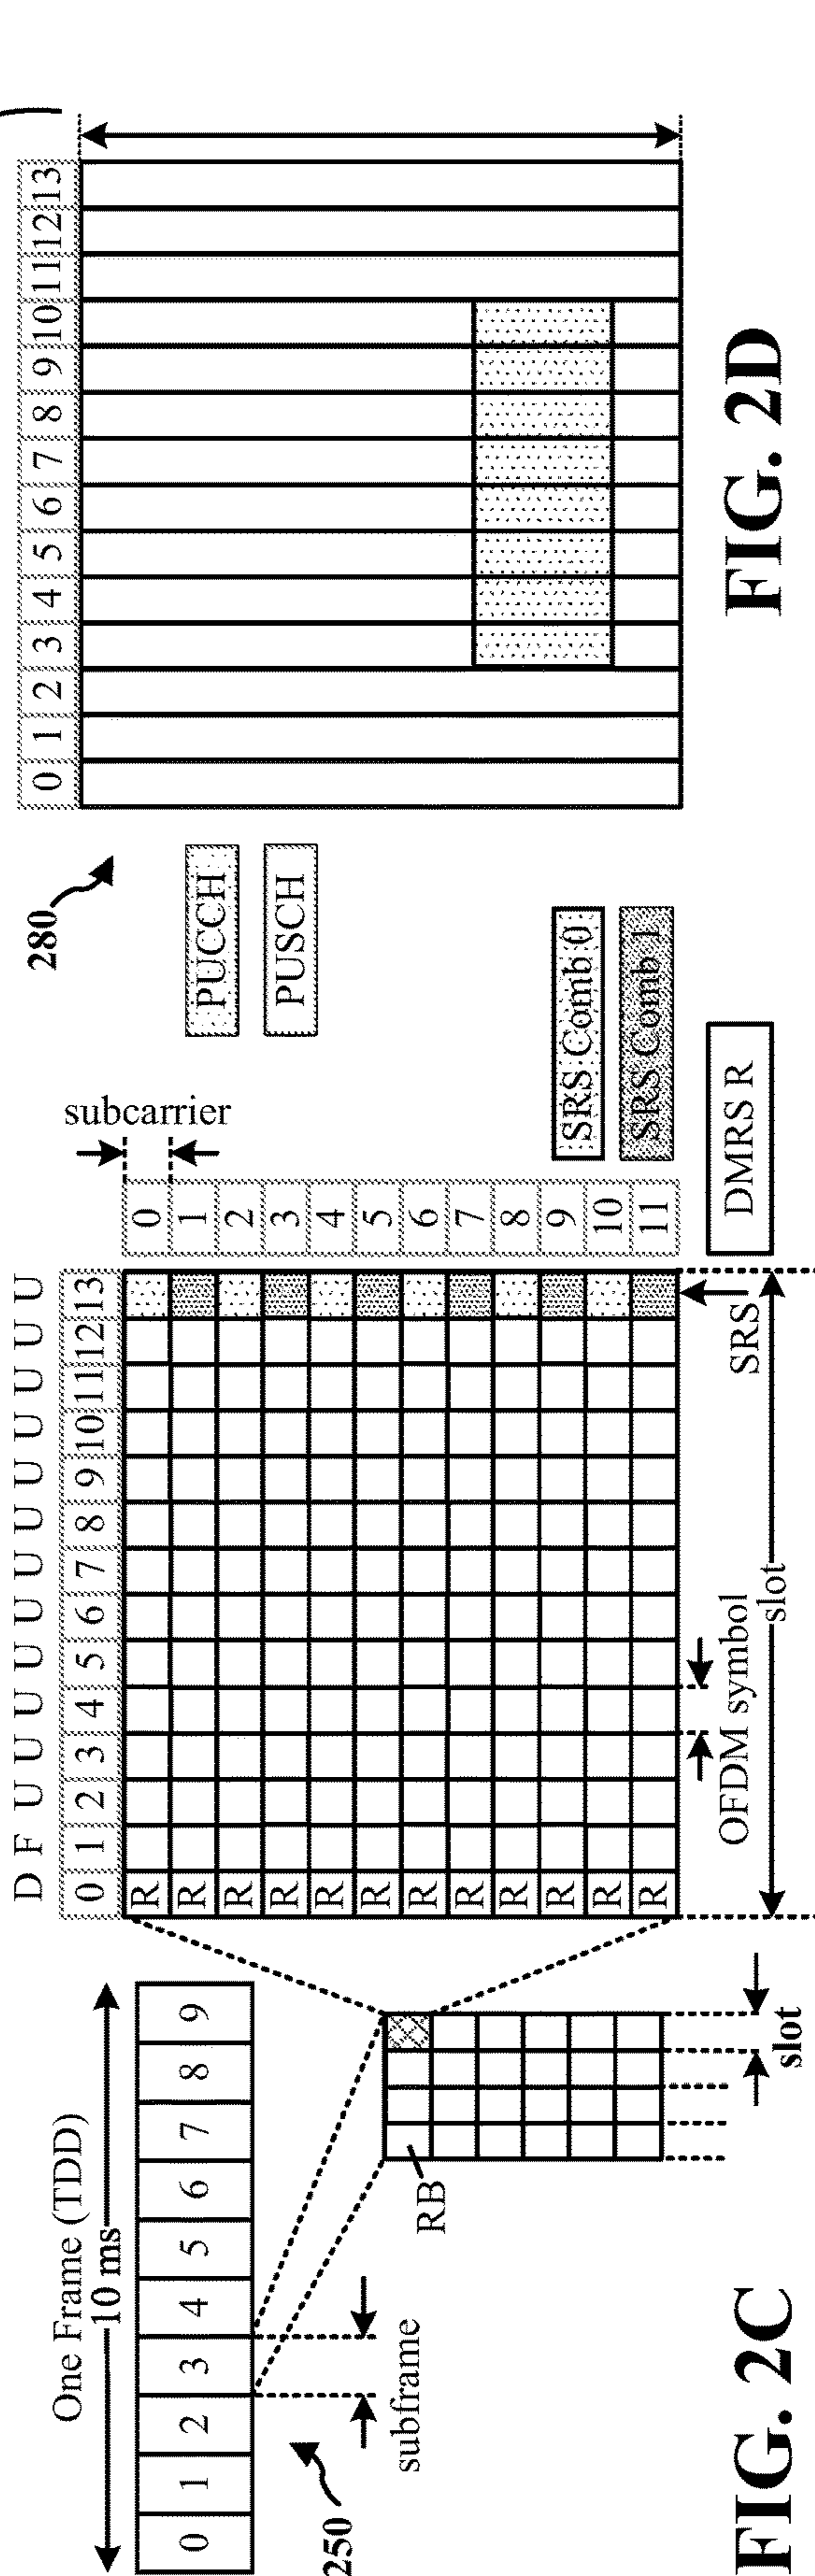 One Frame (TDD)
10 ms
0 1 2 3 4 5 6 7 8 9
250
subframe
RB
slot
FIG. 2C
D F U U U U U U U U U U U U
0 1 2 3 4 5 6 7 8 9 10 11 12 13
R
R
R
R
R
R
R
R
R
R
R
R
subcarrier
0
1
2
3
4
5
6
7
8
9
10
11
OFDM symbol
slot
SRS
DMRS R
SRS Comb 0
SRS Comb 1
280
PUCCH
PUSCH
0 1 2 3 4 5 6 7 8 9 10 11 12 13
FIG. 2D